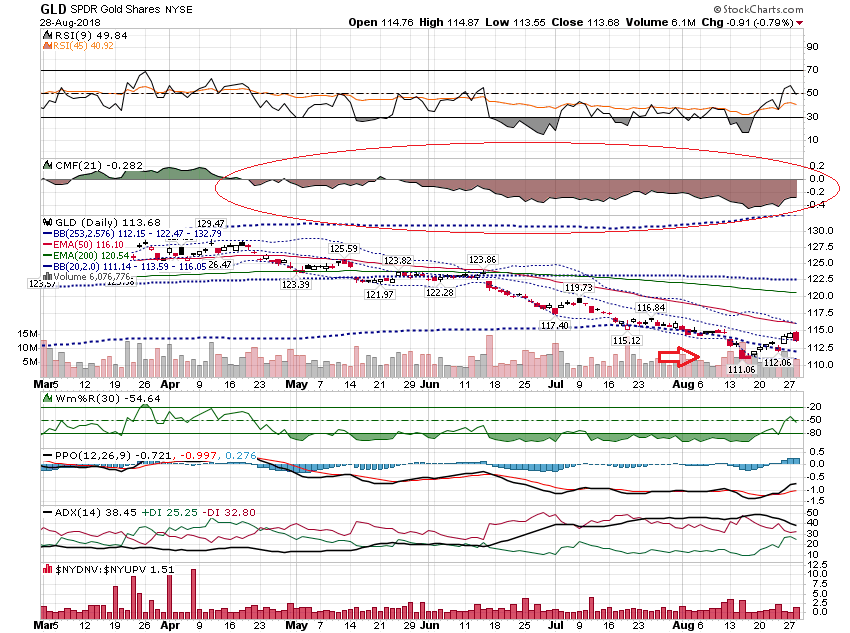 GLD SPDR Gold Shares NYSE © StockCharts.com
28-Aug-2018 Open 114.76 High 114.87 Low 113.55 Close 113.68 Volume 6.1M Chg -0.91 (-0.79%)
RSI(9) 49.84
RSI(45) 40.92
90
70
50
30
10
CMF(21) -0.282
0.2
0.0
-0.2
-0.4
GLD (Daily) 113.68
BB(253,2.576) 112.15 - 122.47 - 132.79
EMA(50) 116.10
EMA(200) 120.54
BB(20,2.0) 111.14 - 113.59 - 116.05
Volume 6,076,776
129.47
126.47
125.59
123.82
123.86
123.39
121.97
122.28
119.73
117.40
116.84
115.12
111.06
112.06
130.0
127.5
125.0
122.5
120.0
117.5
115.0
112.5
110.0
15M
10M
5M
Mar 5 12 19 26 Apr 9 16 23 May 7 14 21 29 Jun 11 18 25 Jul 9 16 23 Aug 6 13 20 27
Wm%R(30) -54.64
-20
-50
-80
PPO(12,26,9) -0.721, -0.997, 0.276
0.5
0.0
-0.5
-1.0
-1.5
ADX(14) 38.45 +DI 25.25 -DI 32.80
50
40
30
20
10
$NYDNV:$NYUPV 1.51
12.5
10.0
7.5
5.0
2.5
0.0
Mar 5 12 19 26 Apr 9 16 23 May 7 14 21 29 Jun 11 18 25 Jul 9 16 23 Aug 6 13 20 27